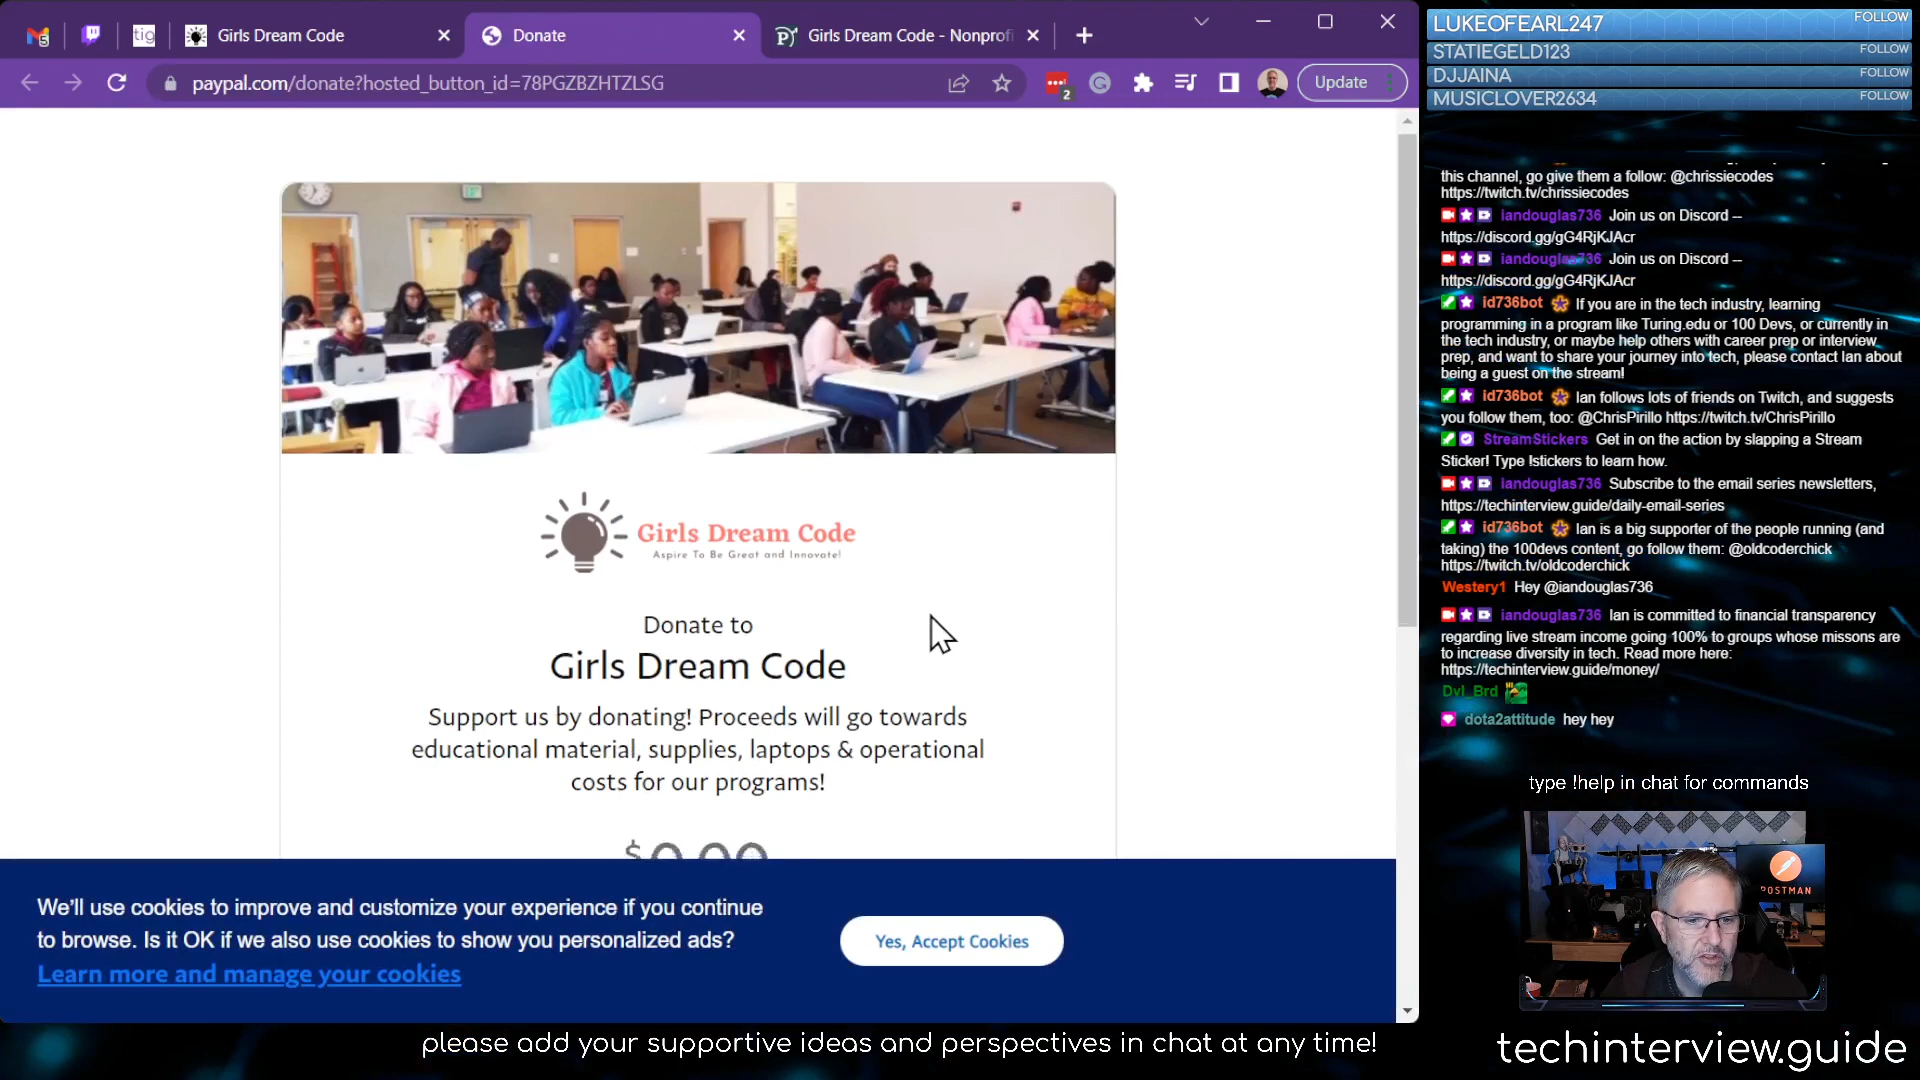 Girls Dream Code
Donate
Girls Dream Code - Nonprofi
paypal.com/donate?hosted_button_id=78PGZBZHTZLSG
2
Update
Girls Dream Code
Aspire To Be Great and Innovate!
Donate to
Girls Dream Code
Support us by donating! Proceeds will go towards
educational material, supplies, laptops & operational
costs for our programs!
We'll use cookies to improve and customize your experience if you continue
to browse. Is it OK if we also use cookies to show you personalized ads?
Learn more and manage your cookies
Yes, Accept Cookies
LUKEOFEARL247 FOLLOW
STATIEGELD123 FOLLOW
DJJAINA FOLLOW
MUSICLOVER2634 FOLLOW
this channel, go give them a follow: @chrissiecodes
https://twitch.tv/chrissiecodes
iandouglas736 Join us on Discord --
https://discord.gg/gG4RjKJAcr
iandouglas736 Join us on Discord --
https://discord.gg/gG4RjKJAcr
id736bot If you are in the tech industry, learning
programming in a program like Turing.edu or 100 Devs, or currently in
the tech industry, or maybe help others with career prep or interview
prep, and want to share your journey into tech, please contact Ian about
being a guest on the stream!
id736bot Ian follows lots of friends on Twitch, and suggests
you follow them, too: @ChrisPirillo https://twitch.tv/ChrisPirillo
StreamStickers Get in on the action by slapping a Stream
Sticker! Type !stickers to learn how.
iandouglas736 Subscribe to the email series newsletters,
https://techinterview.guide/daily-email-series
id736bot Ian is a big supporter of the people running (and
taking) the 100devs content, go follow them: @oldcoderchick
https://twitch.tv/oldcoderchick
Westery1 Hey @iandouglas736
iandouglas736 Ian is committed to financial transparency
regarding live stream income going 100% to groups whose missons are
to increase diversity in tech. Read more here:
https://techinterview.guide/money/
Dvl_Brd
dota2attitude hey hey
type !help in chat for commands
POSTMAN
please add your supportive ideas and perspectives in chat at any time!
techinterview.guide